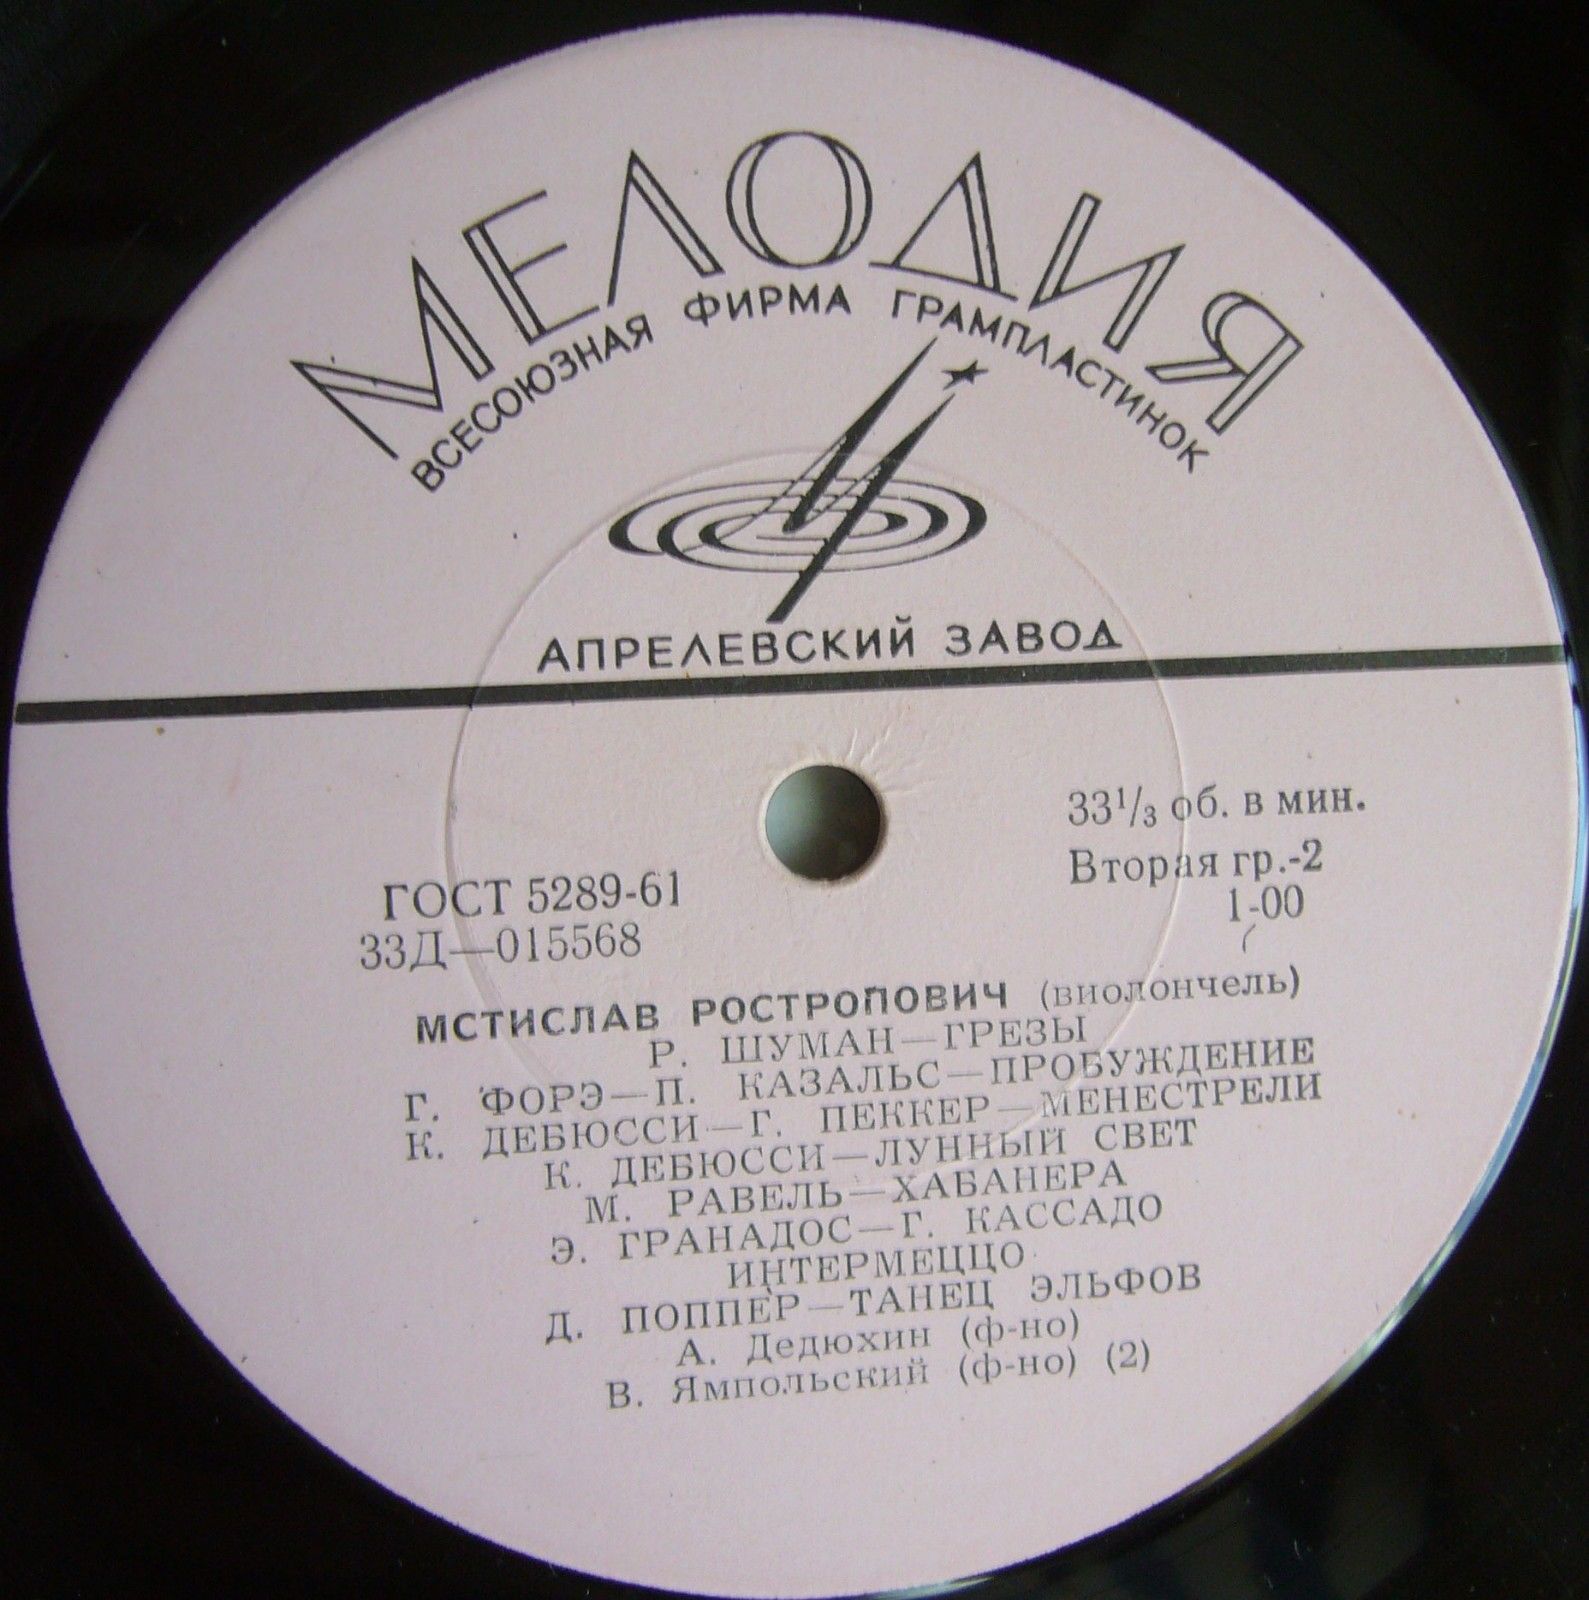 МЕЛОДИЯ
ВСЕСОЮЗНАЯ ФИРМА ГРАМПЛАСТИНОК
АПРЕЛЕВСКИЙ ЗАВОД
33⅓ об. в мин.
Вторая гр.-2
1-00
ГОСТ 5289-61
33Д—015568
МСТИСЛАВ РОСТРОПОВИЧ (виолончель)
Р. ШУМАН—ГРЕЗЫ
Г. ФОРЭ—П. КАЗАЛЬС—ПРОБУЖДЕНИЕ
К. ДЕБЮССИ—Г. ПЕККЕР—МЕНЕСТРЕЛИ
К. ДЕБЮССИ—ЛУННЫЙ СВЕТ
М. РАВЕЛЬ—ХАБАНЕРА
Э. ГРАНАДОС—Г. КАССАДО
ИНТЕРМЕЦЦО
Д. ПОППЕР—ТАНЕЦ ЭЛЬФОВ
А. Дедюхин (ф-но)
В. Ямпольский (ф-но) (2)